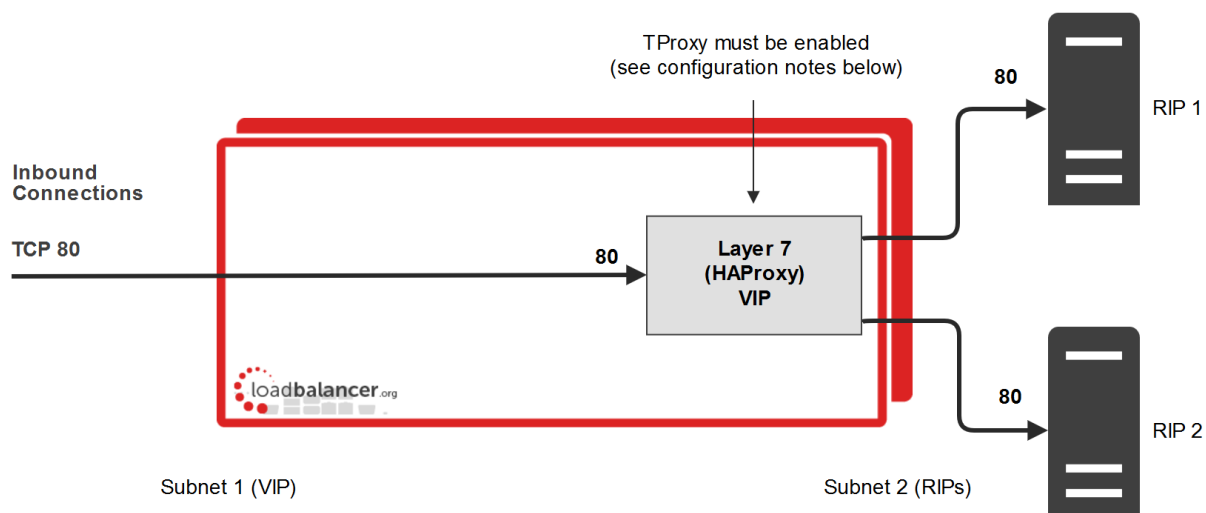 TProxy must be enabled
(see configuration notes below)
80
RIP 1
Inbound
Connections
TCP 80
80
Layer 7
(HAProxy)
VIP
loadbalancer.org
80
RIP 2
Subnet 1 (VIP)
Subnet 2 (RIPs)